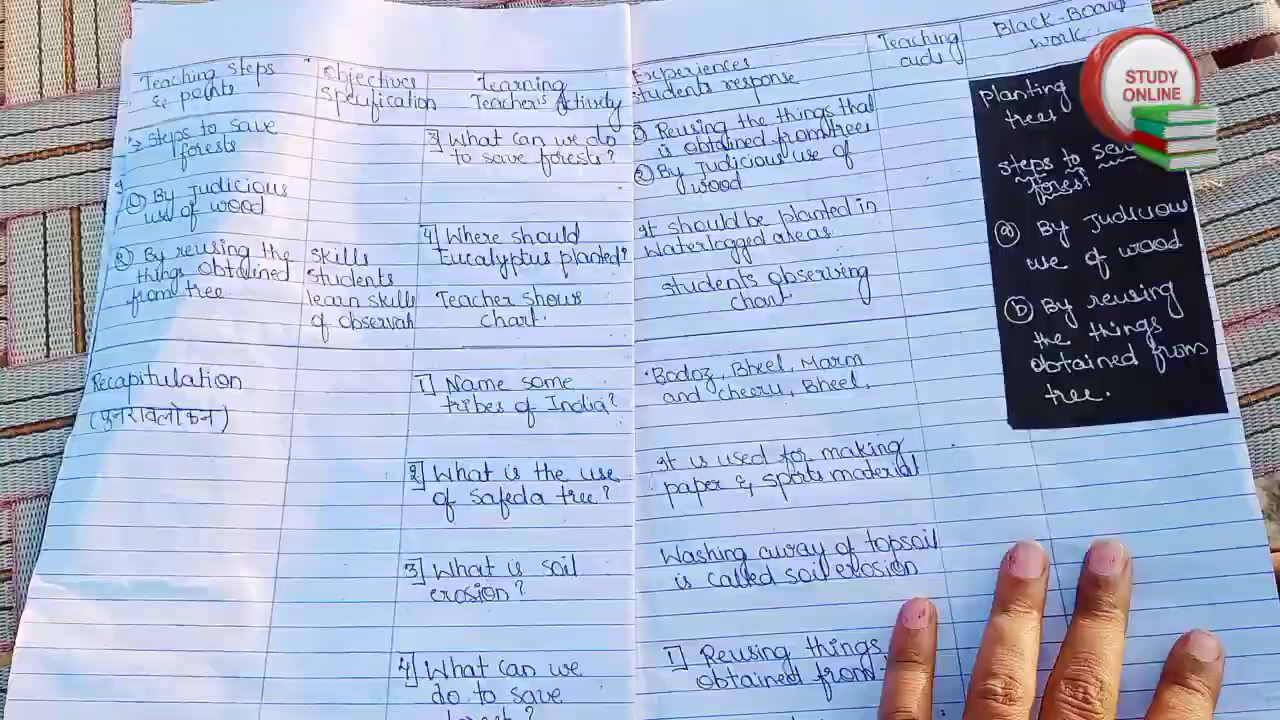 Teaching steps
& points
Objectives
Specification
Learning
Teacher's activity
Experiences
students response
Teaching
aids
Black-Board
work.
Steps to save
forests
① By Judicious
use of wood
② By reusing the
things obtained
from tree
skills
students
learn skills
of observati
3] What can we do
to save forests?
4] Where should
Eucalyptus planted?
Teacher shows
chart.
① Reusing the things that
is obtained from trees
② By Judicious use of
wood
It should be planted in
Waterlogged areas
students observing
chart.
planting
trees
steps to save
forest
ⓐ By Judiciou
use of wood
ⓑ By reusing
the things
obtained from
tree.
Recapitulation
(पुनरावलोकन)
1] Name some
tribes of India?
Bodoz, Bheel, Marm
and cheeru, Bheel.
2] What is the use
of safeda tree?
It is used for making
paper & sports material
3] What is soil
erosion?
Washing away of topsoil
is called soil erosion
4] What can we
do to save
1] Reusing things
obtained from
STUDY
ONLINE